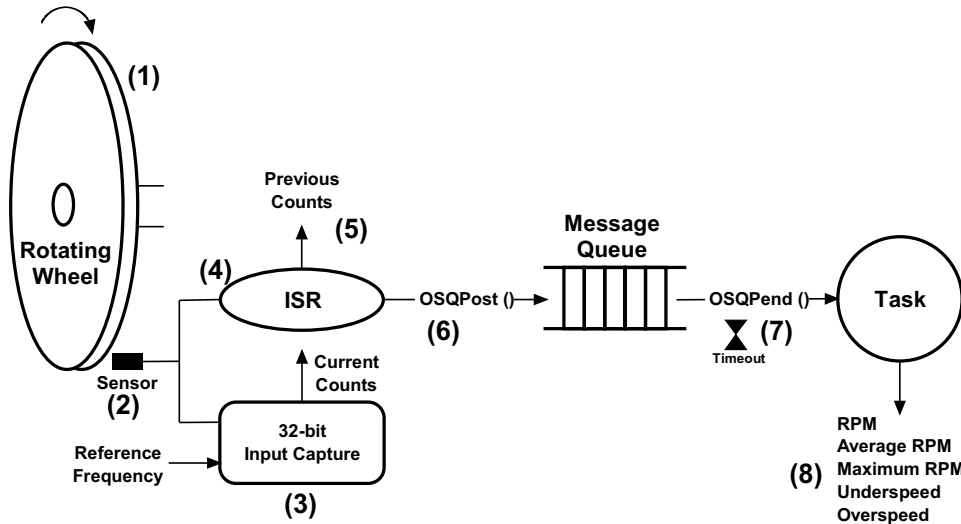 (1)
Rotating
Wheel
Sensor
(2)
Previous
Counts
(5)
(4)
ISR
Current
Counts
32-bit
Input Capture
Reference
Frequency
(3)
OSQPost ()
(6)
Message
Queue
OSQPend ()
(7)
Timeout
Task
(8)
RPM
Average RPM
Maximum RPM
Underspeed
Overspeed